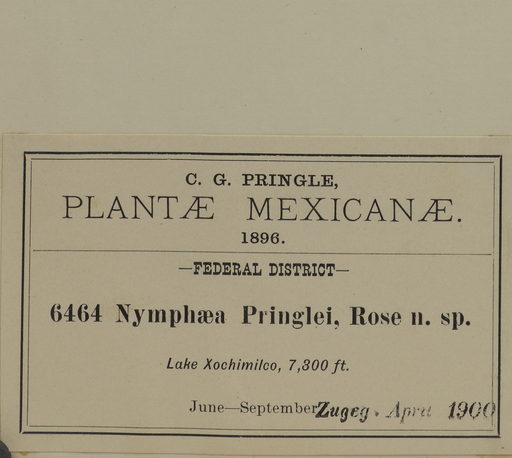 C. G. PRINGLE,
PLANTÆ MEXICANÆ.
1896.
—FEDERAL DISTRICT—
6464 Nymphæa Pringlei, Rose n. sp.
Lake Xochimilco, 7,300 ft.
June—September Zugeg. April 1900